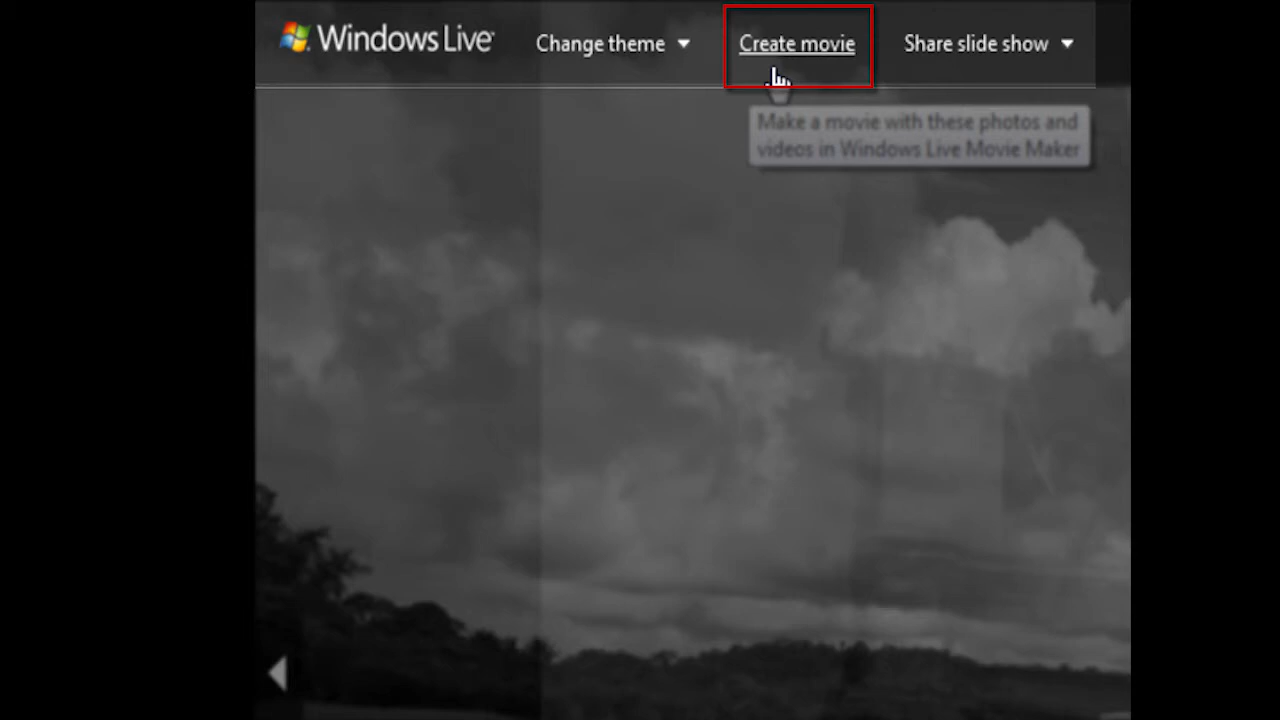 Windows Live Change theme Create movie Share slide show
Make a movie with these photos and
videos in Windows Live Movie Maker